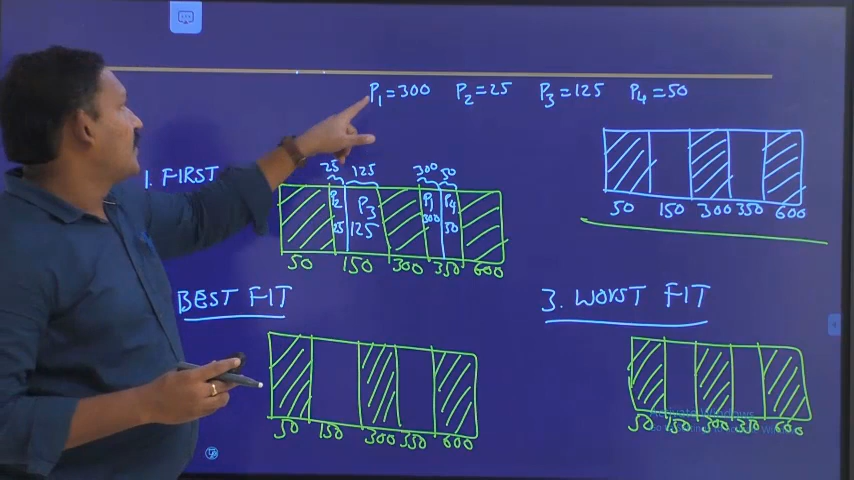 P1 = 300 P2 = 25 P3 = 125 P4 = 50
1. FIRST
25 125 300 50
P2 25 P3 125 P1 300 P4 50
50 150 300 350 600
50 150 300 350 600
BEST FIT
50 150 300 350 600
3. WORST FIT
50 150 300 350 600
Activate Windows